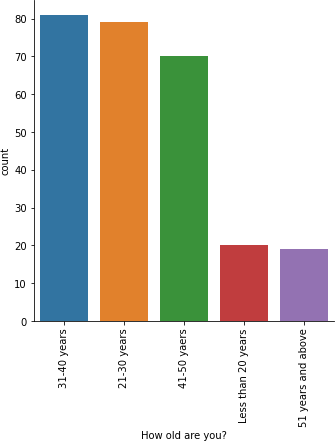 80
70
60
50
40
30
20
10
0
count
31-40 years
21-30 years
41-50 yaers
Less than 20 years
51 years and above
How old are you?